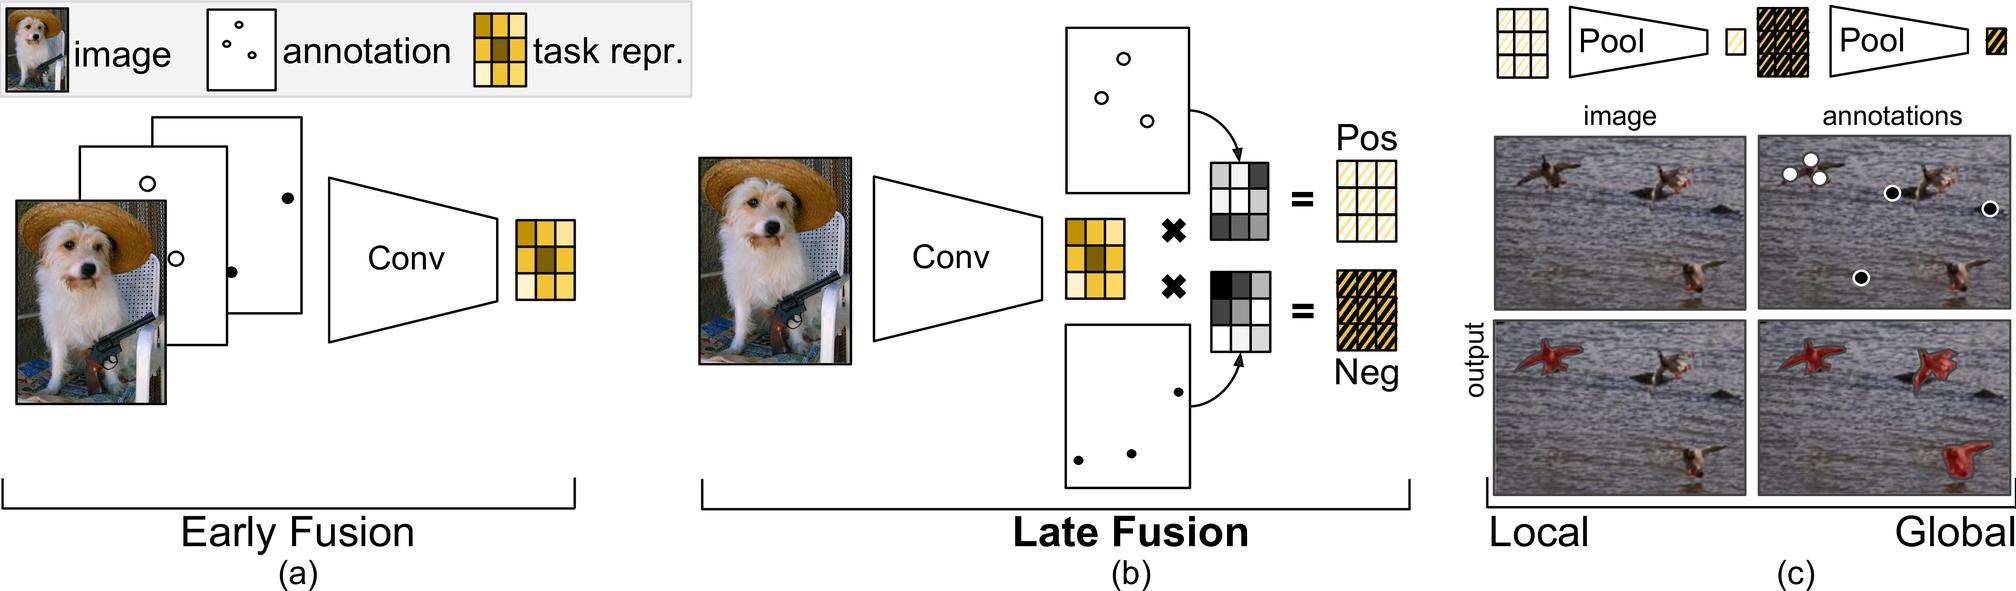 image
annotation
task repr.
Conv
Early Fusion
(a)
Conv
Pos
=
=
Neg
Late Fusion
(b)
Pool
Pool
image
annotations
output
Local
Global
(c)